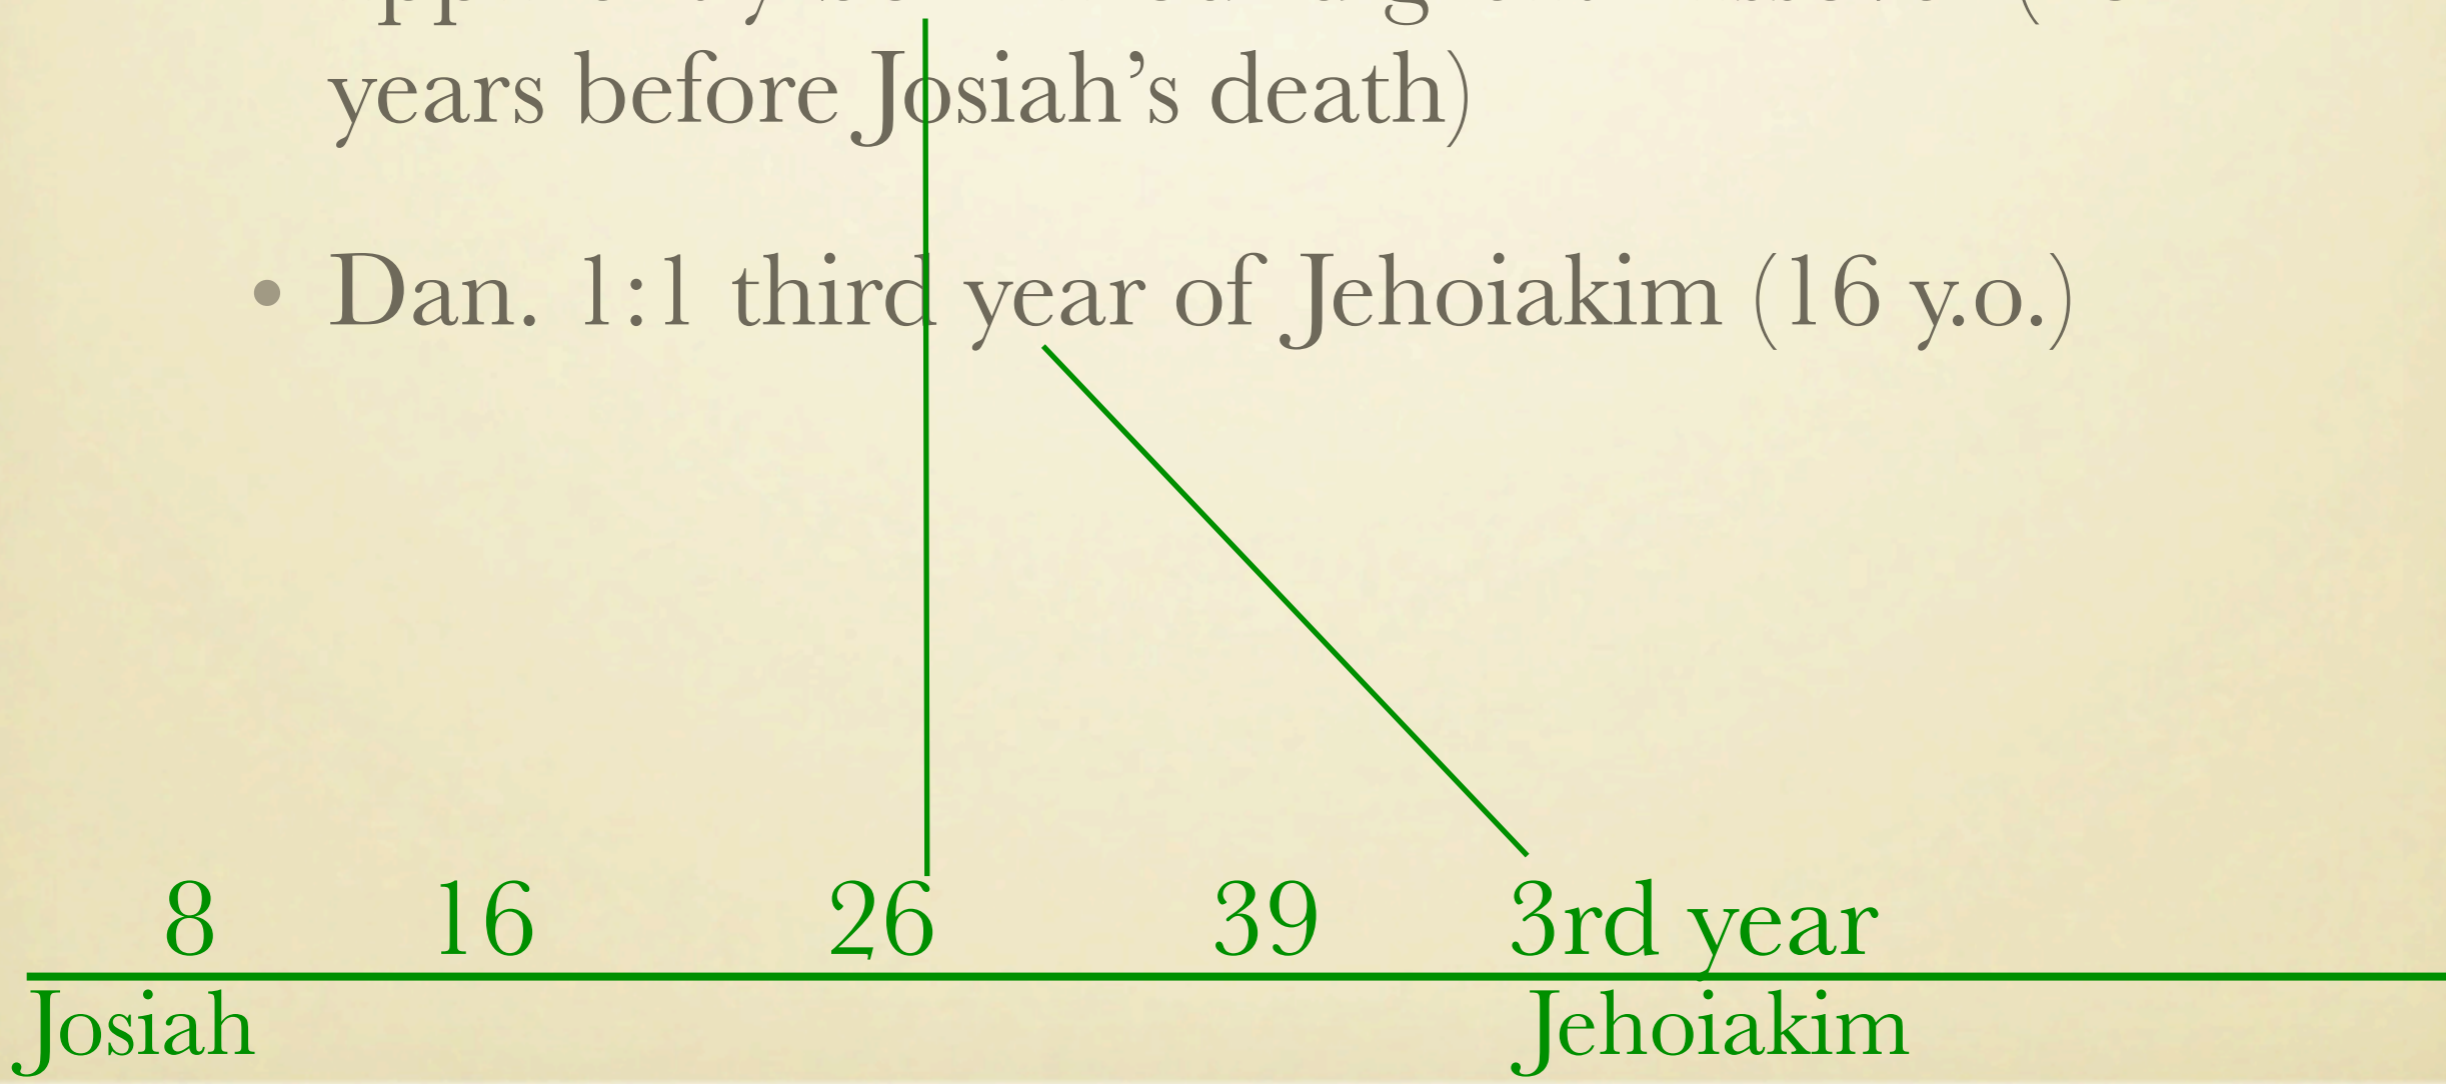 years before Josiah’s death)
• Dan. 1:1 third year of Jehoiakim (16 y.o.)
8 16 26 39 3rd year
Josiah Jehoiakim